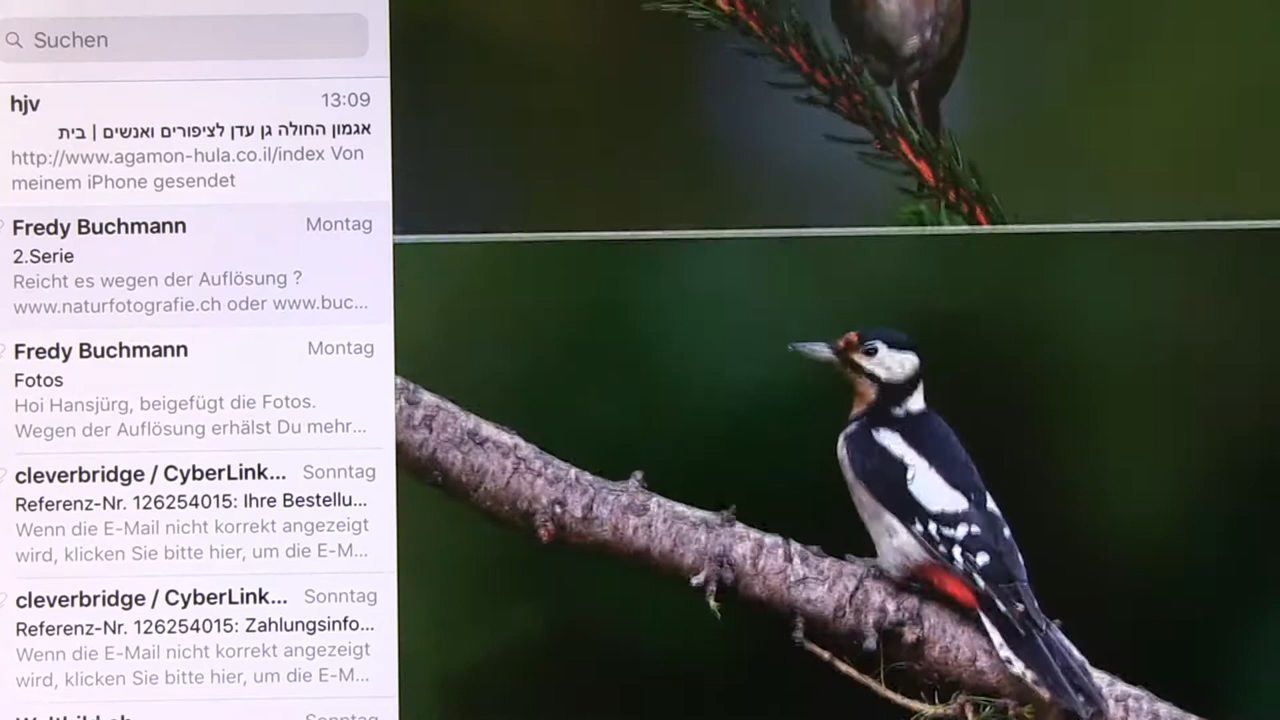 Suchen
hjv 13:09
אגמון החולה גן עדן לציפורים ואנשים | בית
http://www.agamon-hula.co.il/index Von
meinem iPhone gesendet
Fredy Buchmann Montag
2.Serie
Reicht es wegen der Auflösung ?
www.naturfotografie.ch oder www.buc...
Fredy Buchmann Montag
Fotos
Hoi Hansjürg, beigefügt die Fotos.
Wegen der Auflösung erhälst Du mehr...
cleverbridge / CyberLink... Sonntag
Referenz-Nr. 126254015: Ihre Bestellu...
Wenn die E-Mail nicht korrekt angezeigt
wird, klicken Sie bitte hier, um die E-M...
cleverbridge / CyberLink... Sonntag
Referenz-Nr. 126254015: Zahlungsinfo...
Wenn die E-Mail nicht korrekt angezeigt
wird, klicken Sie bitte hier, um die E-M...
Sonntag